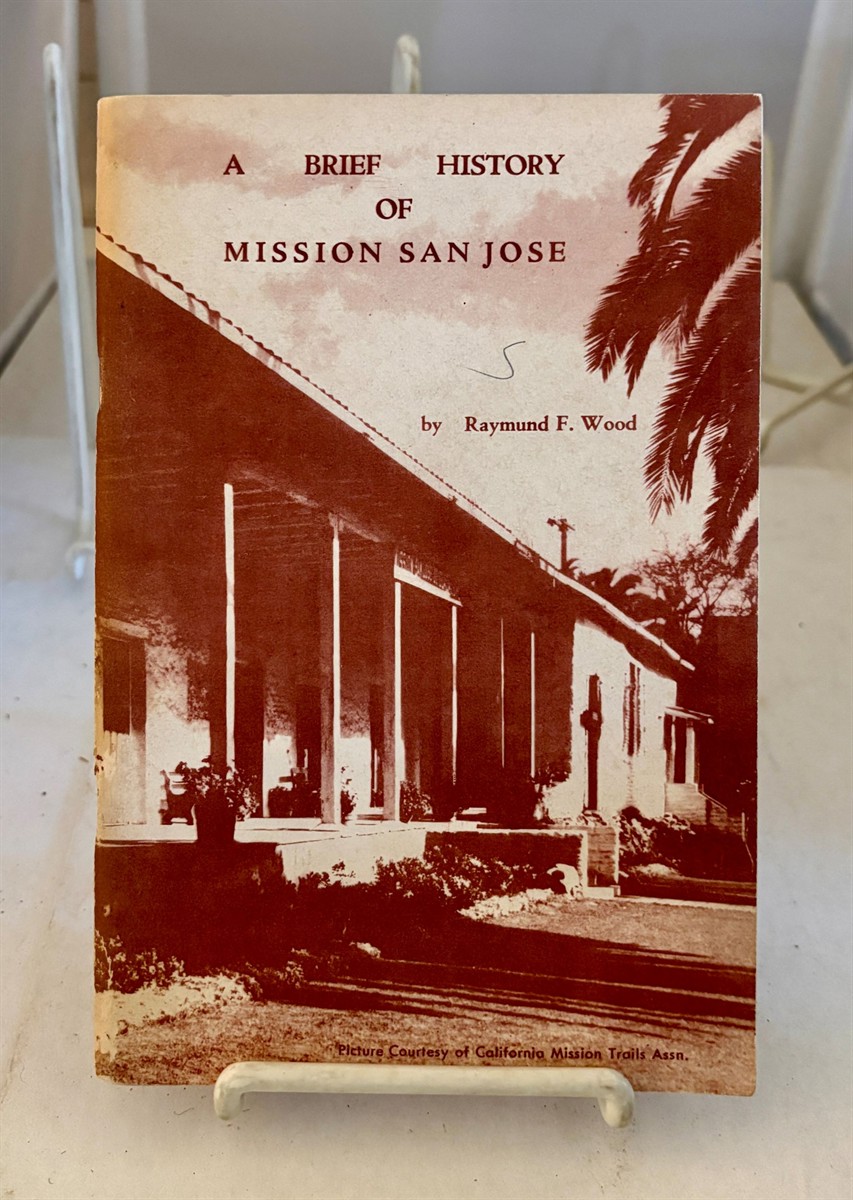 A BRIEF HISTORY
OF
MISSION SAN JOSE
by Raymund F. Wood
Picture Courtesy of California Mission Trails Assn.